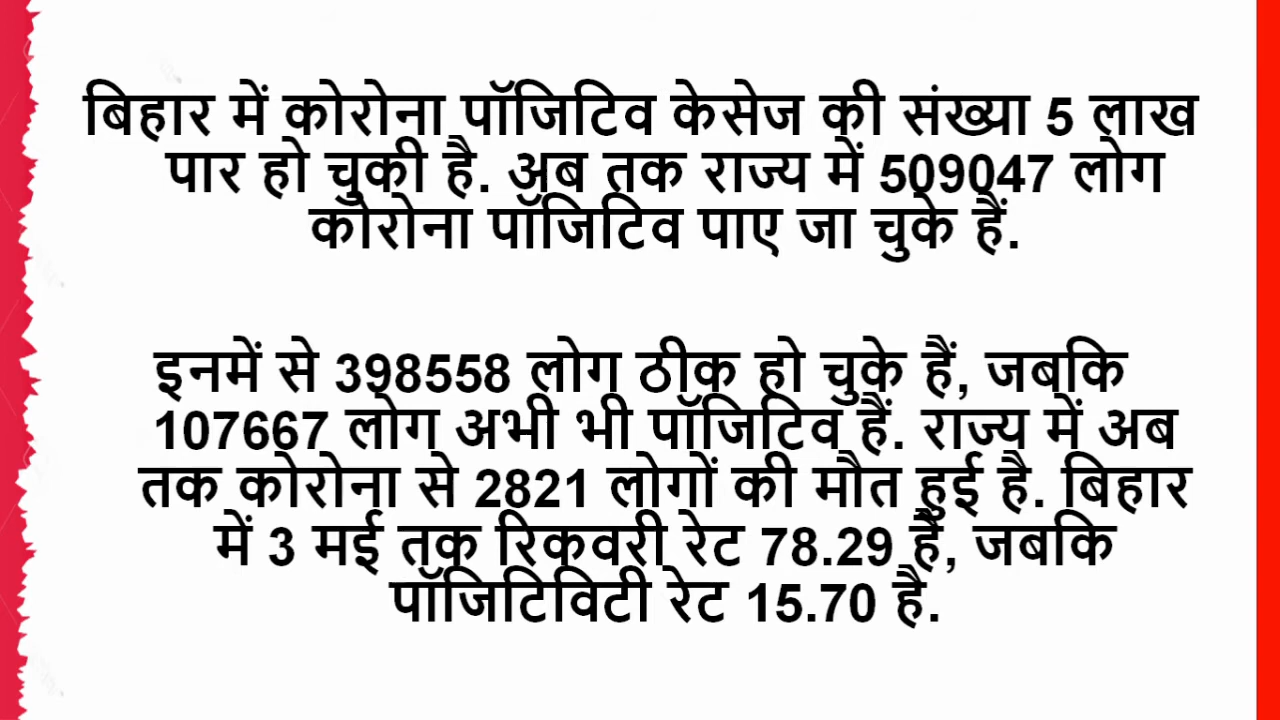 बिहार में कोरोना पॉजिटिव केसेज की संख्या 5 लाख
पार हो चुकी है. अब तक राज्य में 509047 लोग
कोरोना पॉजिटिव पाए जा चुके हैं.
इनमें से 398558 लोग ठीक हो चुके हैं, जबकि
107667 लोग अभी भी पॉजिटिव हैं. राज्य में अब
तक कोरोना से 2821 लोगों की मौत हुई है. बिहार
में 3 मई तक रिकवरी रेट 78.29 है, जबकि
पॉजिटिविटी रेट 15.70 है.